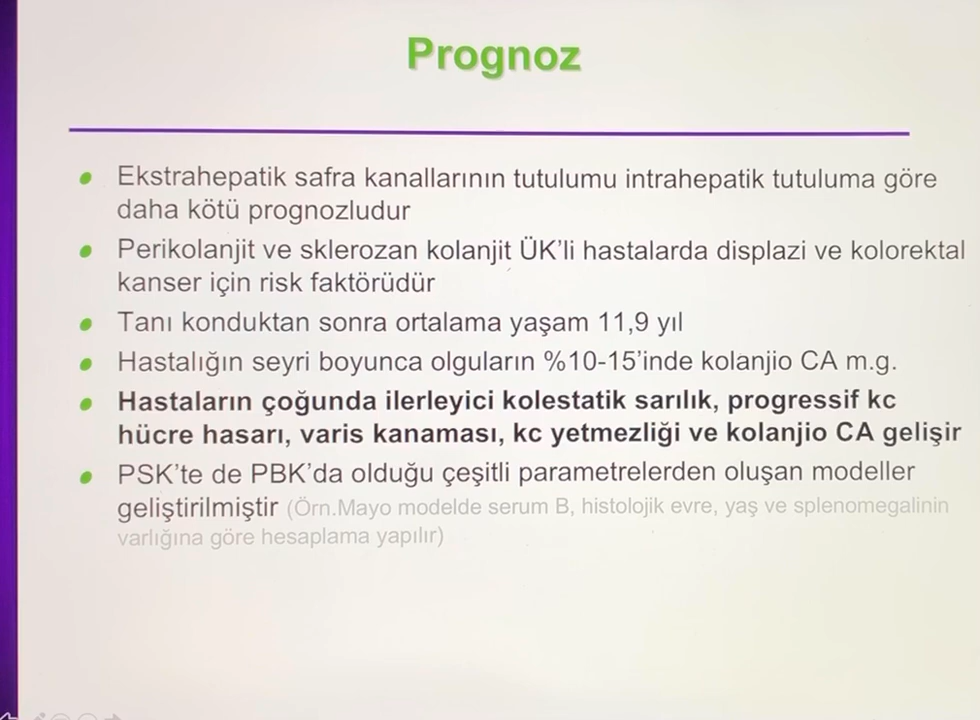 Prognoz
Ekstrahepatik safra kanallarının tutulumu intrahepatik tutuluma göre
daha kötü prognozludur
Perikolanjit ve sklerozan kolanjit ÜK'li hastalarda displazi ve kolorektal
kanser için risk faktörüdür
Tanı konduktan sonra ortalama yaşam 11,9 yıl
Hastalığın seyri boyunca olguların %10-15'inde kolanjio CA m.g.
Hastaların çoğunda ilerleyici kolestatik sarılık, progressif kc
hücre hasarı, varis kanaması, kc yetmezliği ve kolanjio CA gelişir
PSK'te de PBK'da olduğu çeşitli parametrelerden oluşan modeller
geliştirilmiştir (Örn.Mayo modelde serum B, histolojik evre, yaş ve splenomegalinin
varlığına göre hesaplama yapılır)